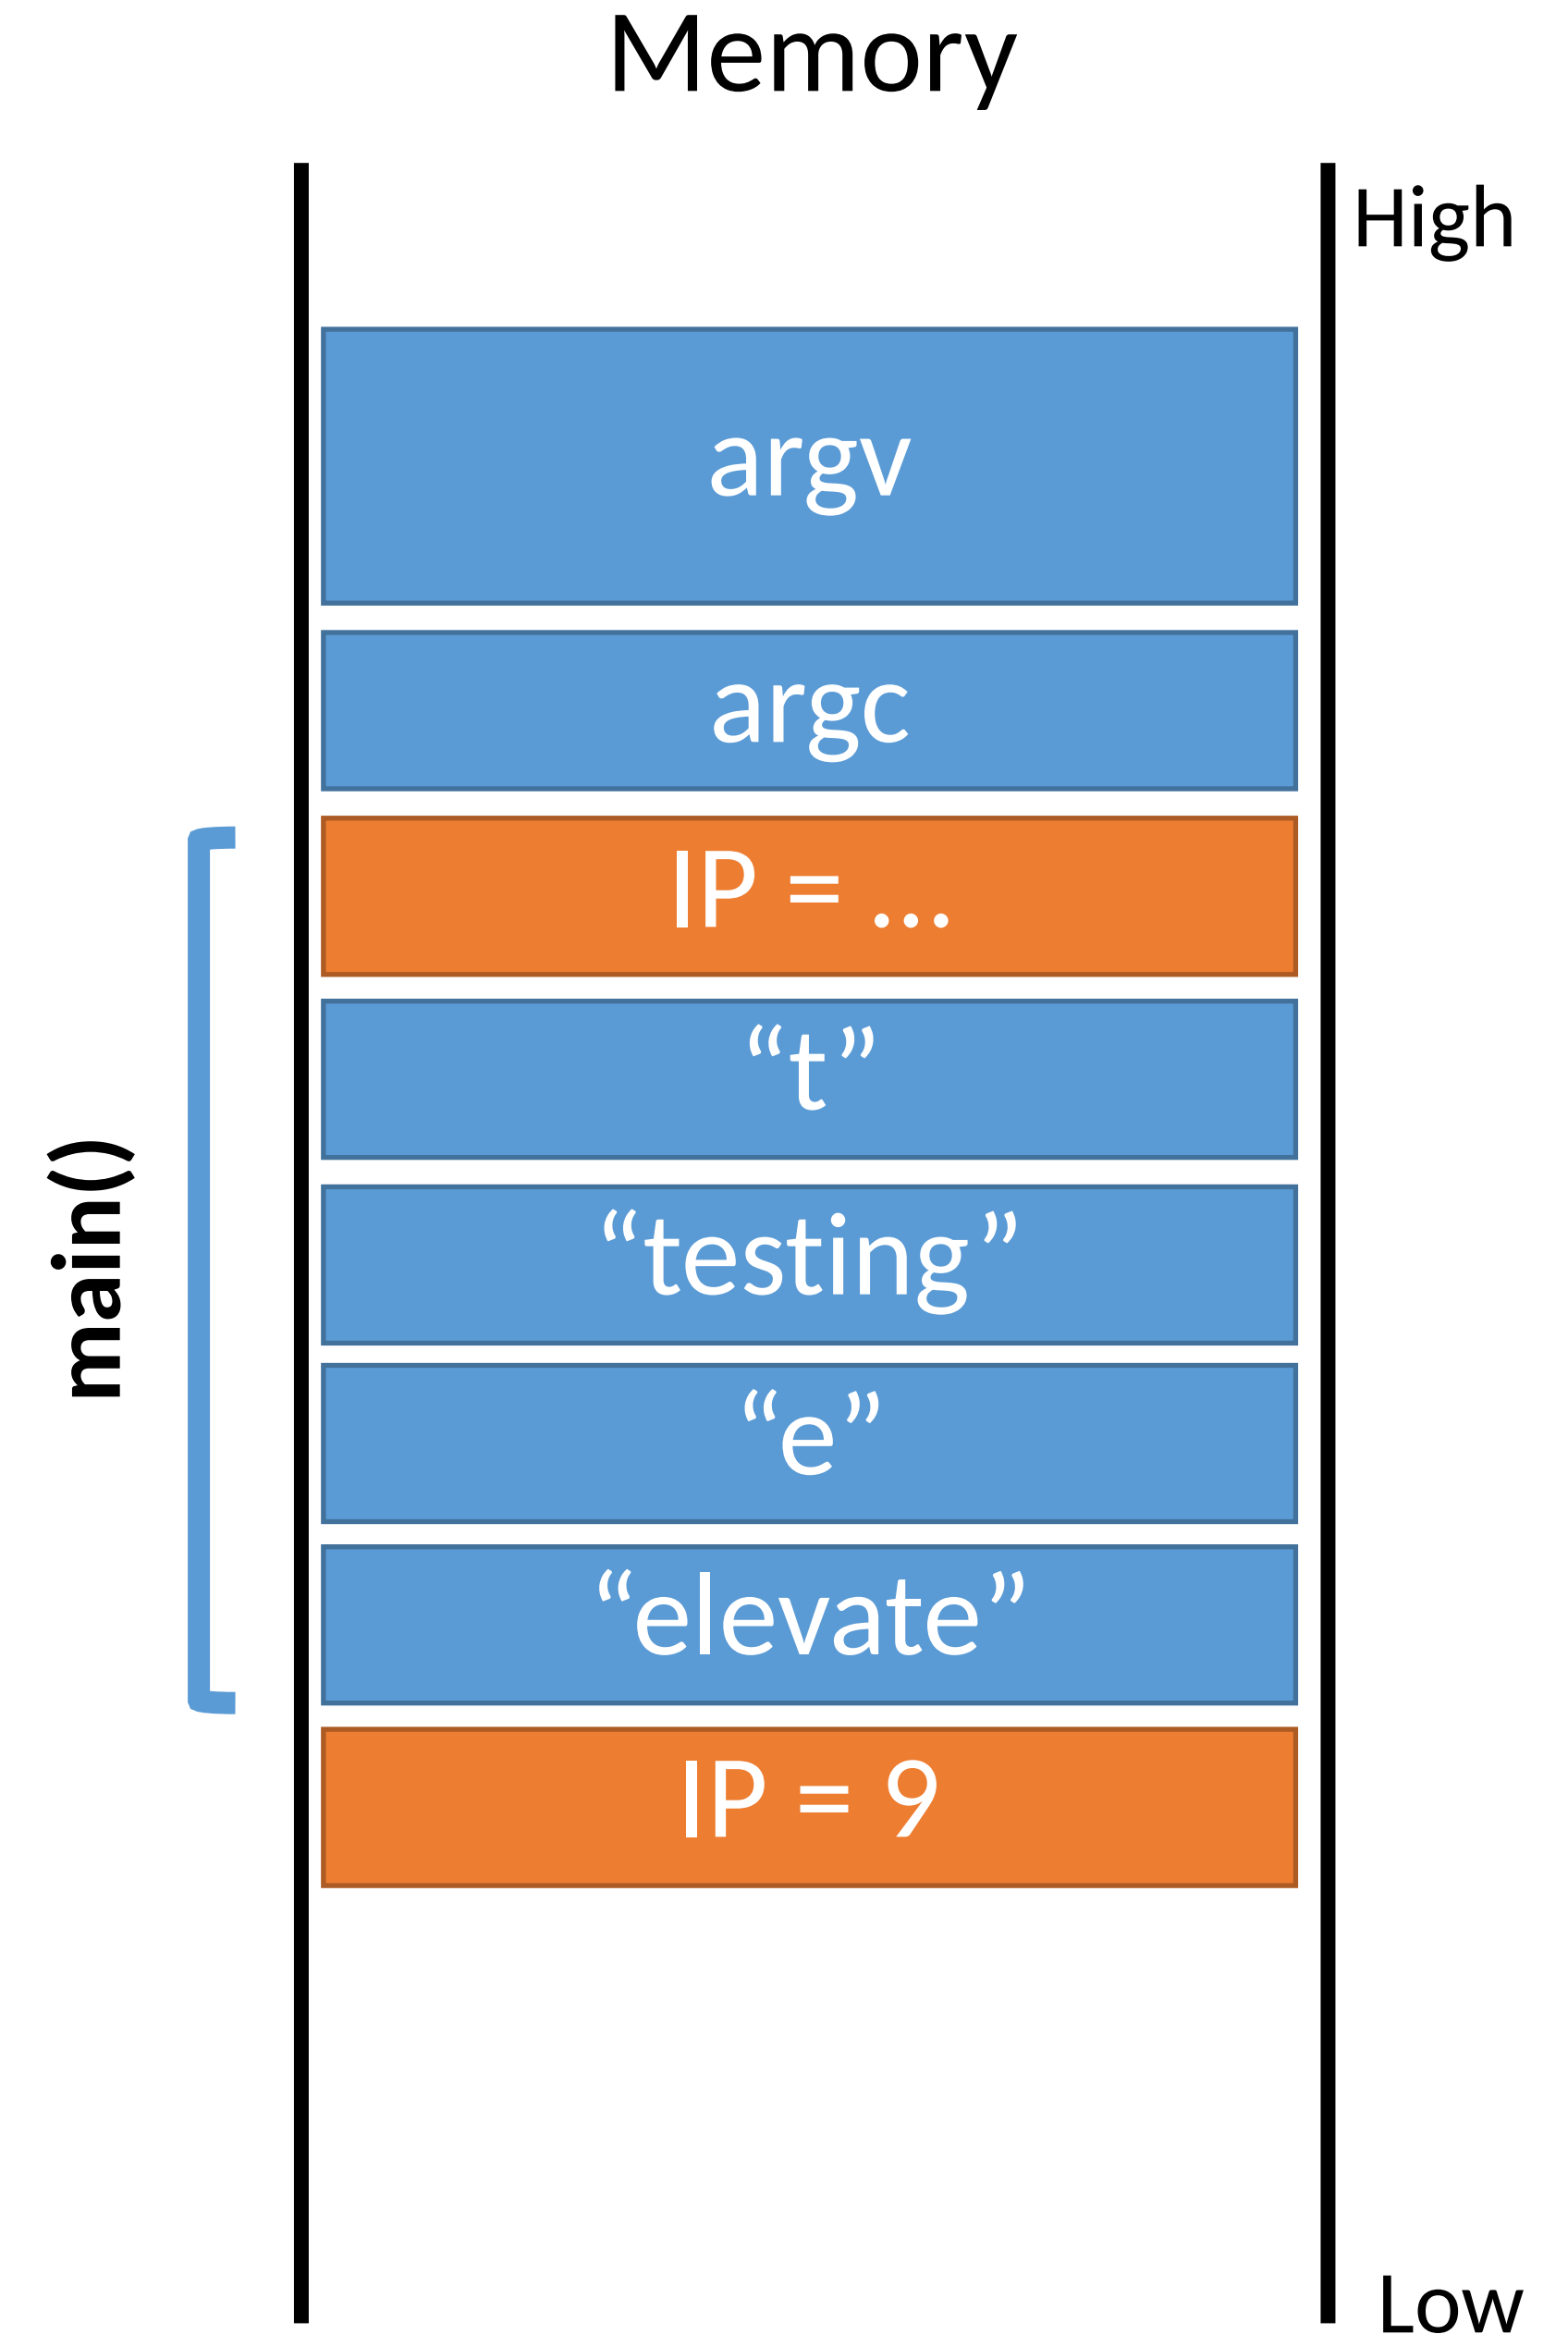 Memory
High
argv
argc
IP = …
“t”
“testing”
main()
“e”
“elevate”
IP = 9
Low